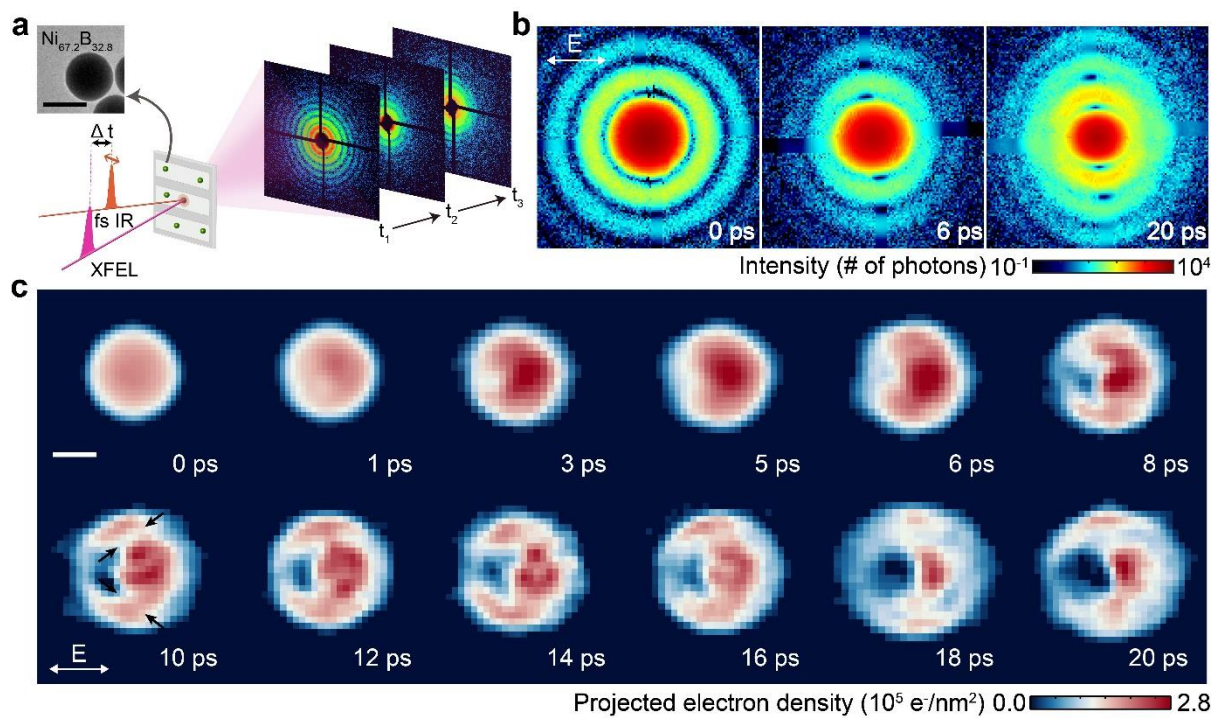 a
Ni67.2B32.8
Δ t
fs IR
XFEL
t1
t2
t3
b
E
0 ps
6 ps
20 ps
Intensity (# of photons) 10-1 104
c
0 ps
1 ps
3 ps
5 ps
6 ps
8 ps
E
10 ps
12 ps
14 ps
16 ps
18 ps
20 ps
Projected electron density (105 e-/nm2) 0.0 2.8